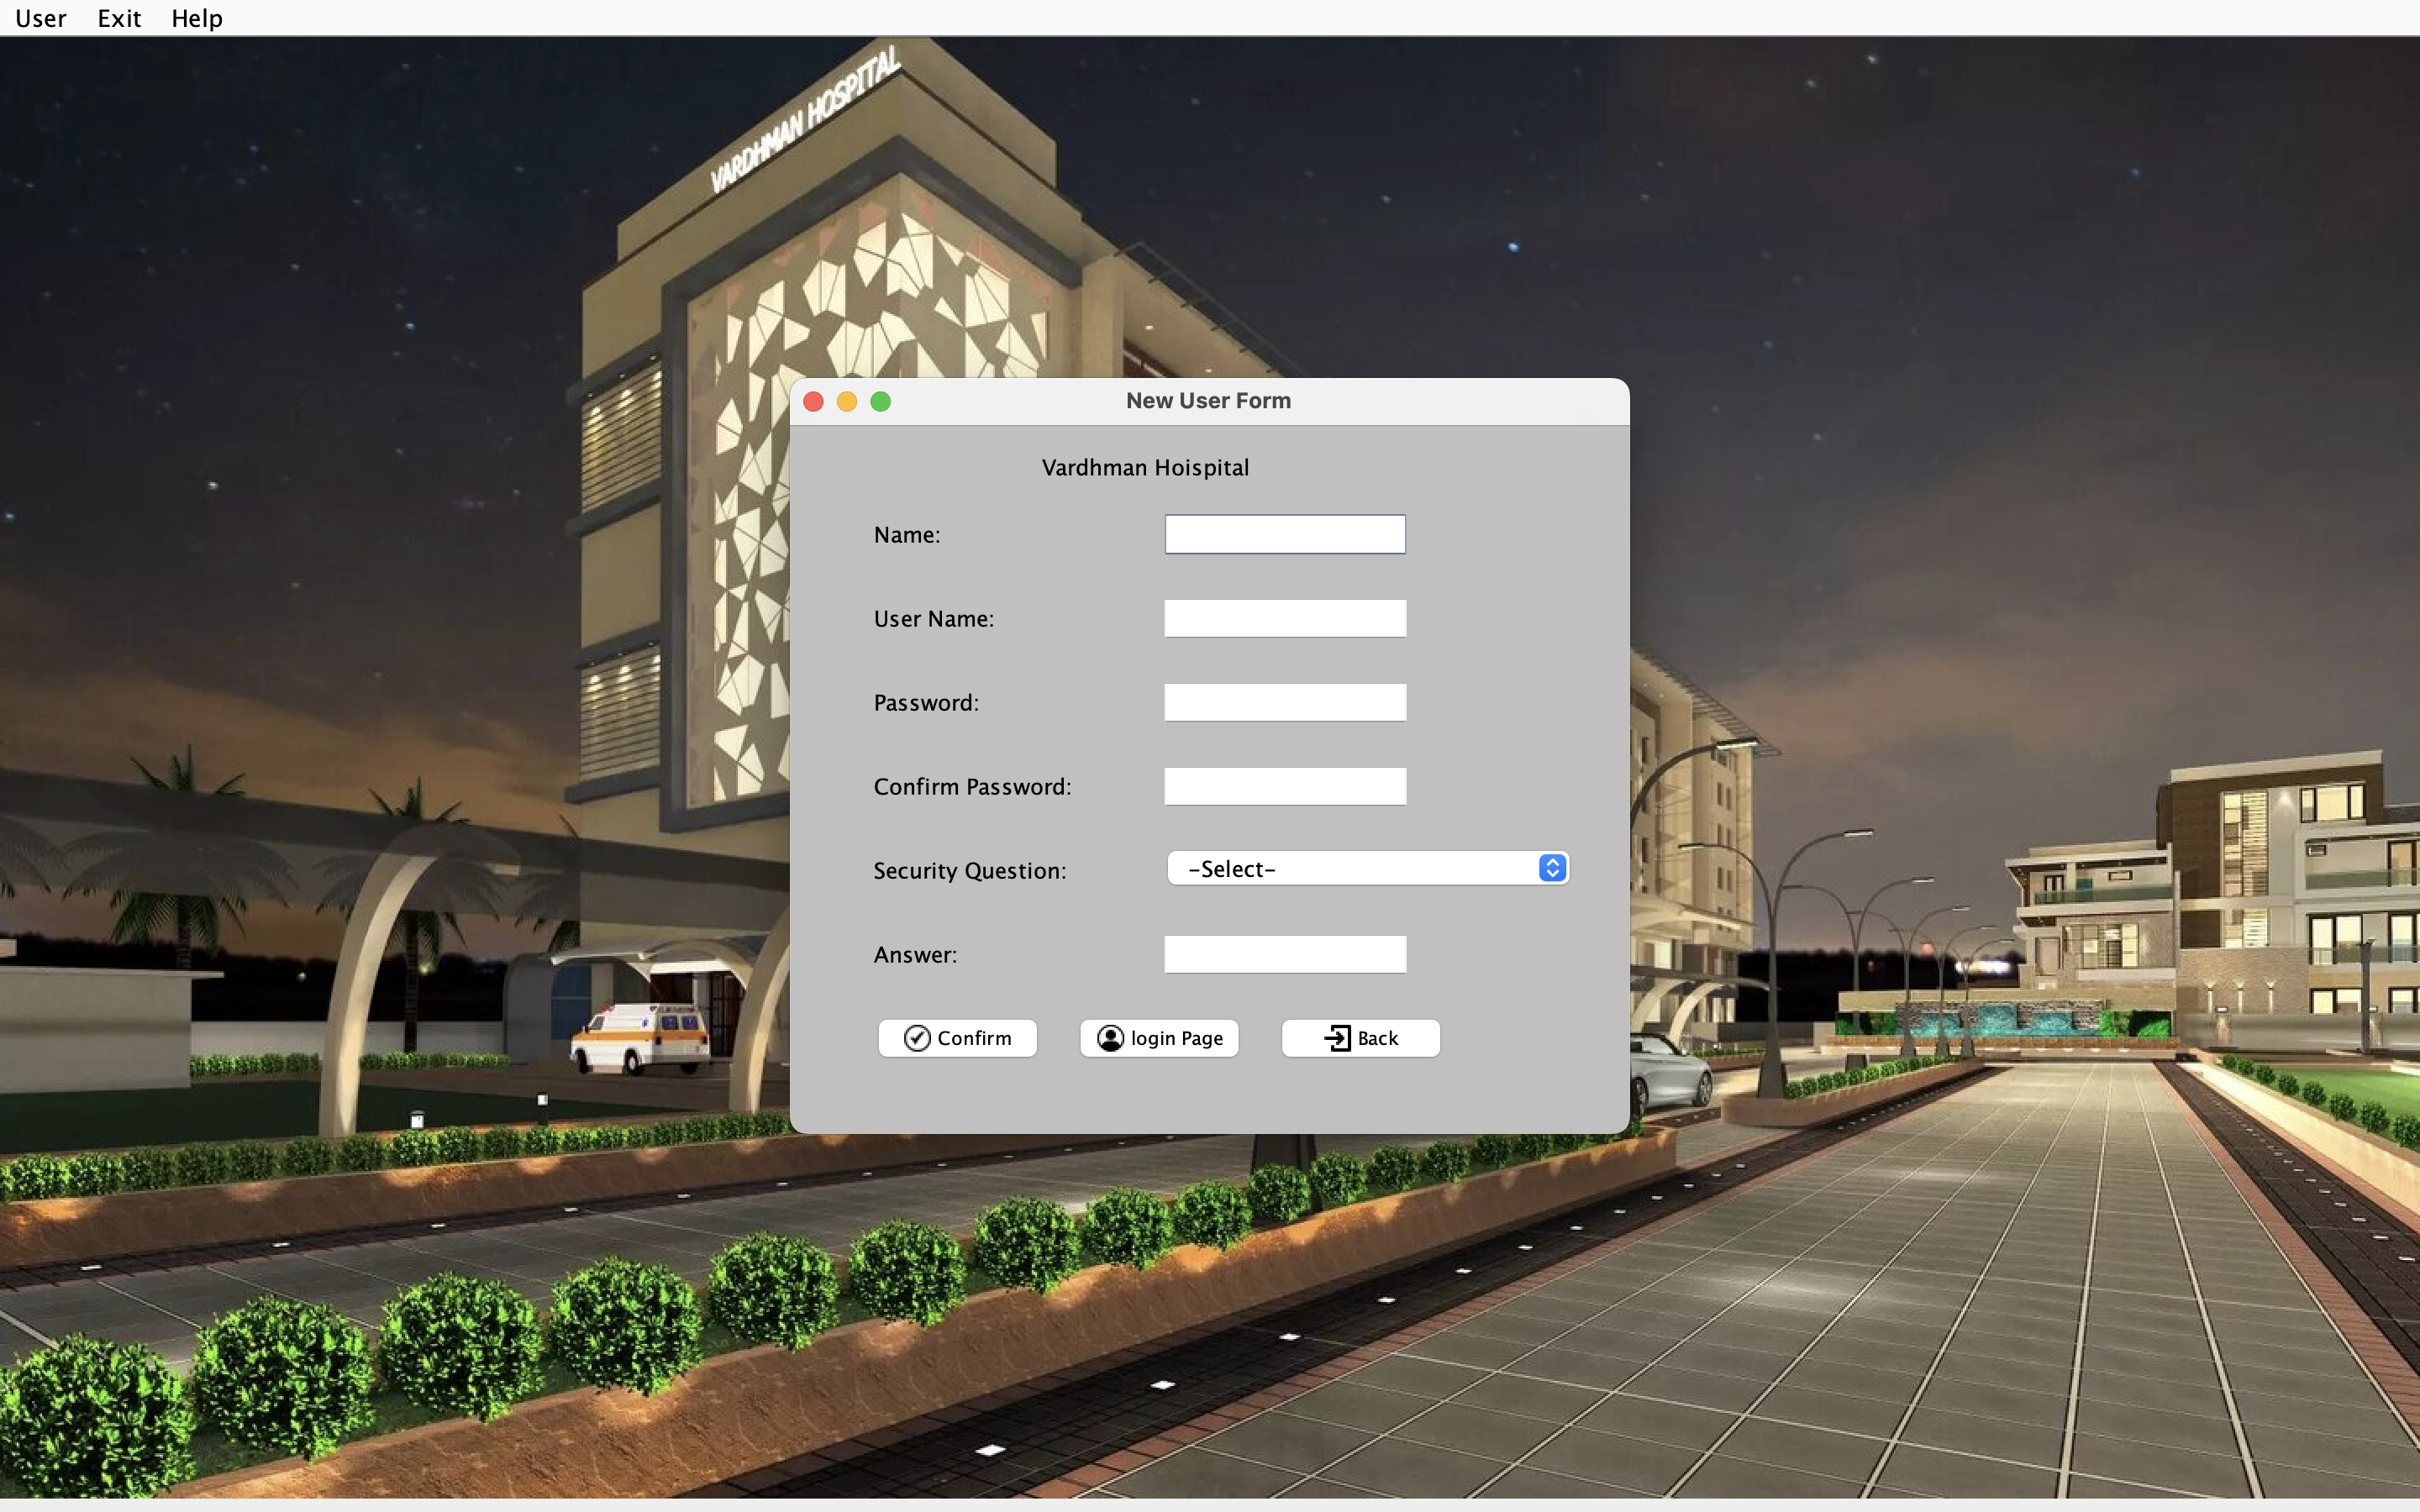 User Exit Help
VARDHMAN HOSPITAL
New User Form
Vardhman Hoispital
Name:
User Name:
Password:
Confirm Password:
Security Question: -Select-
Answer:
Confirm login Page Back